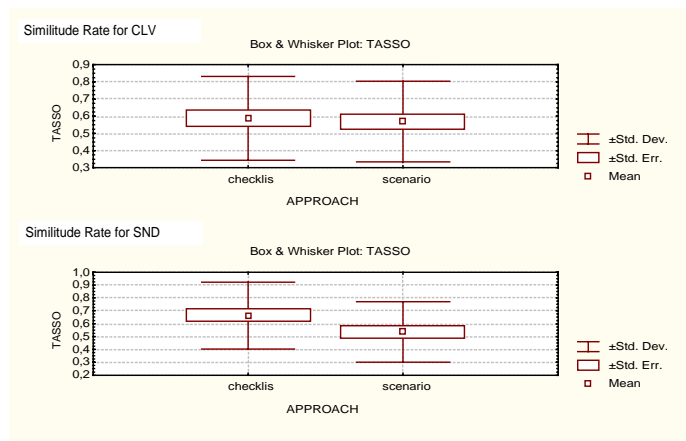 Similitude Rate for CLV
Box & Whisker Plot: TASSO
TASSO
0,9
0,8
0,7
0,6
0,5
0,4
0,3
checklis
scenario
APPROACH
±Std. Dev.
±Std. Err.
Mean
Similitude Rate for SND
Box & Whisker Plot: TASSO
TASSO
1,0
0,9
0,8
0,7
0,6
0,5
0,4
0,3
0,2
checklis
scenario
APPROACH
±Std. Dev.
±Std. Err.
Mean